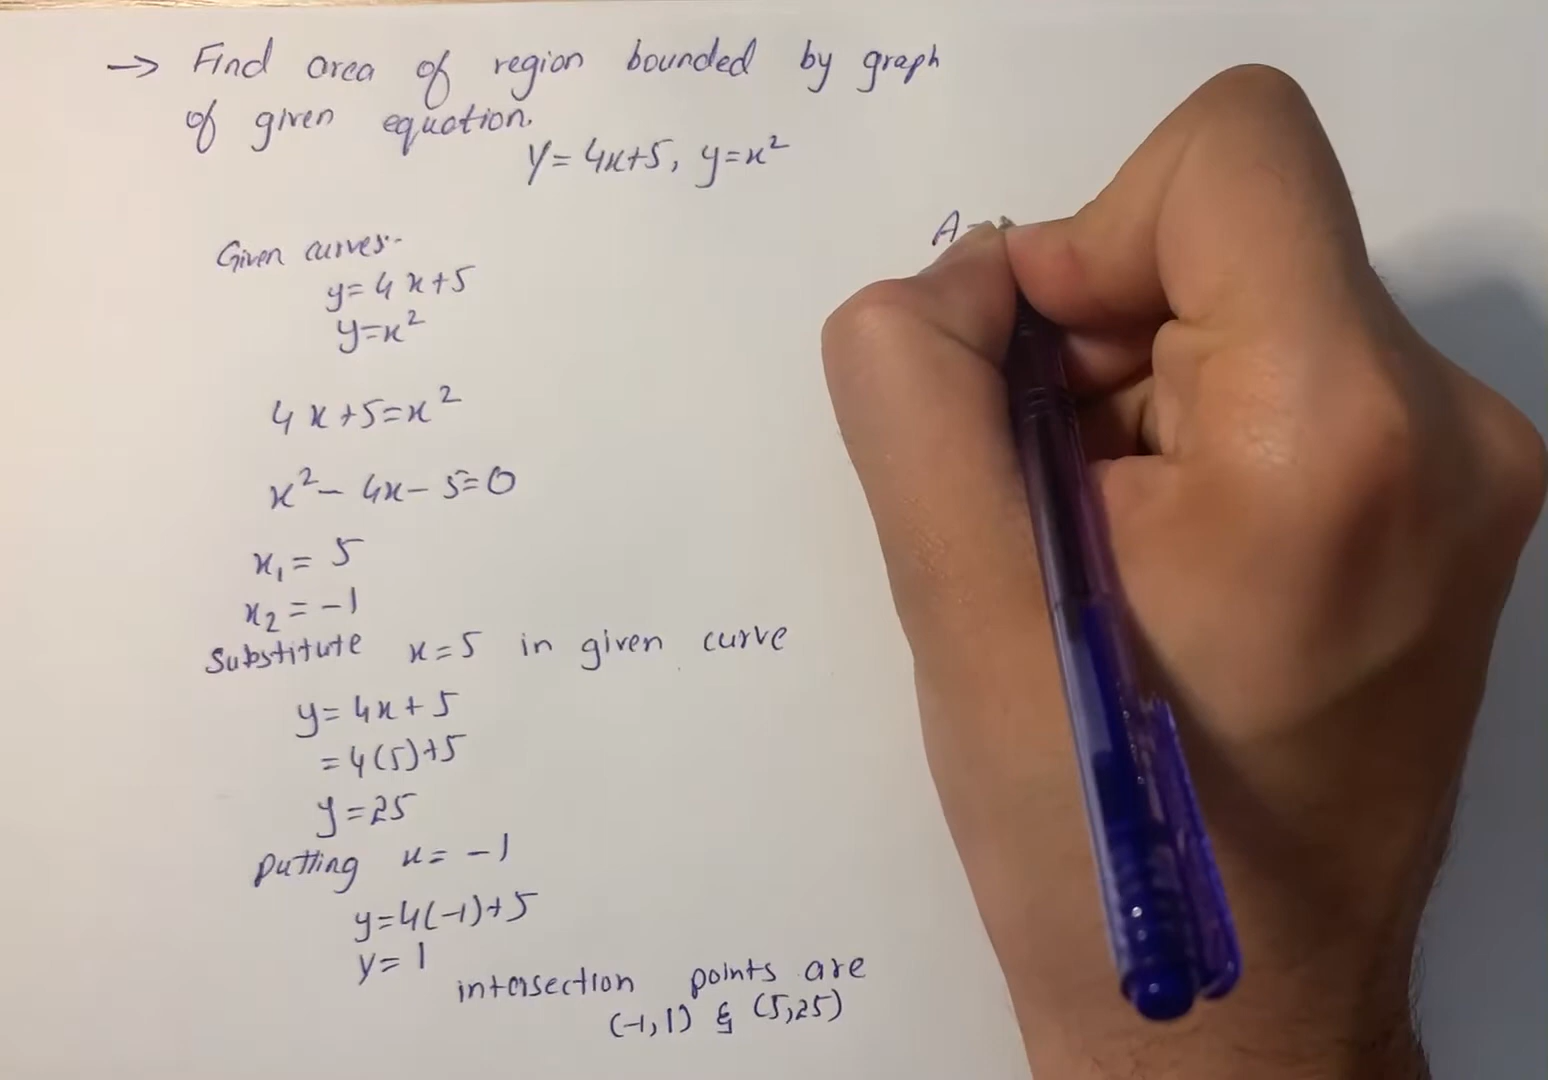 → Find area of region bounded by graph
of given equation.
y=4x+5, y=x²
Given curves:-
y=4x+5
y=x²
4x+5=x²
x²-4x-5=0
x₁=5
x₂=-1
Substitute x=5 in given curve
y=4x+5
=4(5)+5
y=25
putting x=-1
y=4(-1)+5
y=1
intersection points are
(-1,1) & (5,25)
A=